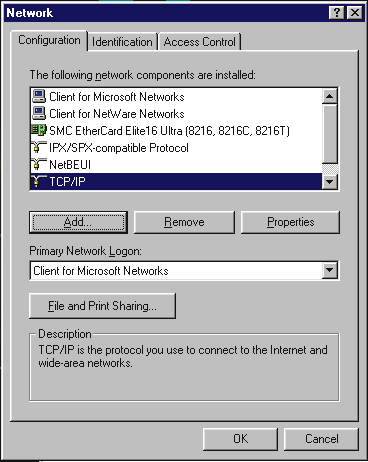 Network
Configuration Identification Access Control
The following network components are installed:
Client for Microsoft Networks
Client for NetWare Networks
SMC EtherCard Elite16 Ultra (8216, 8216C, 8216T)
IPX/SPX-compatible Protocol
NetBEUI
TCP/IP
Add... Remove Properties
Primary Network Logon:
Client for Microsoft Networks
File and Print Sharing...
Description
TCP/IP is the protocol you use to connect to the Internet and
wide-area networks.
OK Cancel